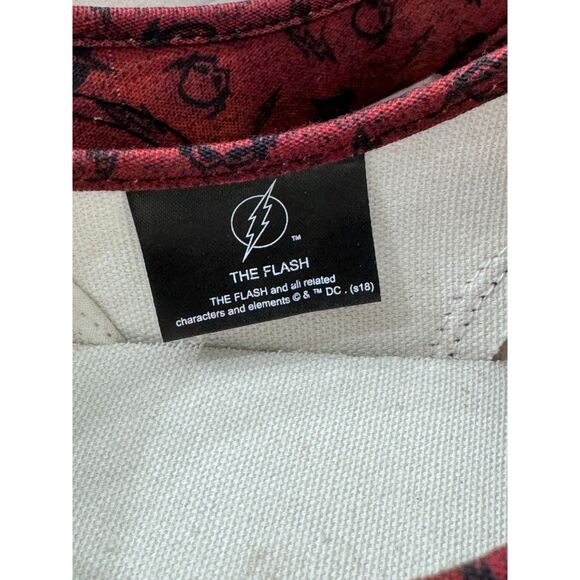 ™
THE FLASH
THE FLASH and all related
characters and elements © & ™ DC . (s18)